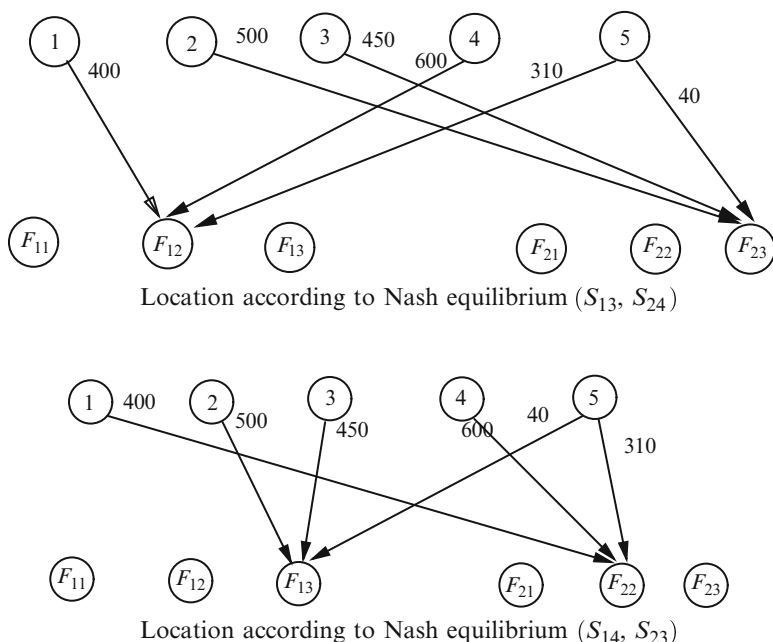 1 2 500 3 450 4 5
400 600 310 40
F11 F12 F13 F21 F22 F23
Location according to Nash equilibrium (S13, S24)
1 400 2 3 4 40 5
500 450 600 310
F11 F12 F13 F21 F22 F23
Location according to Nash equilibrium (S14, S23)